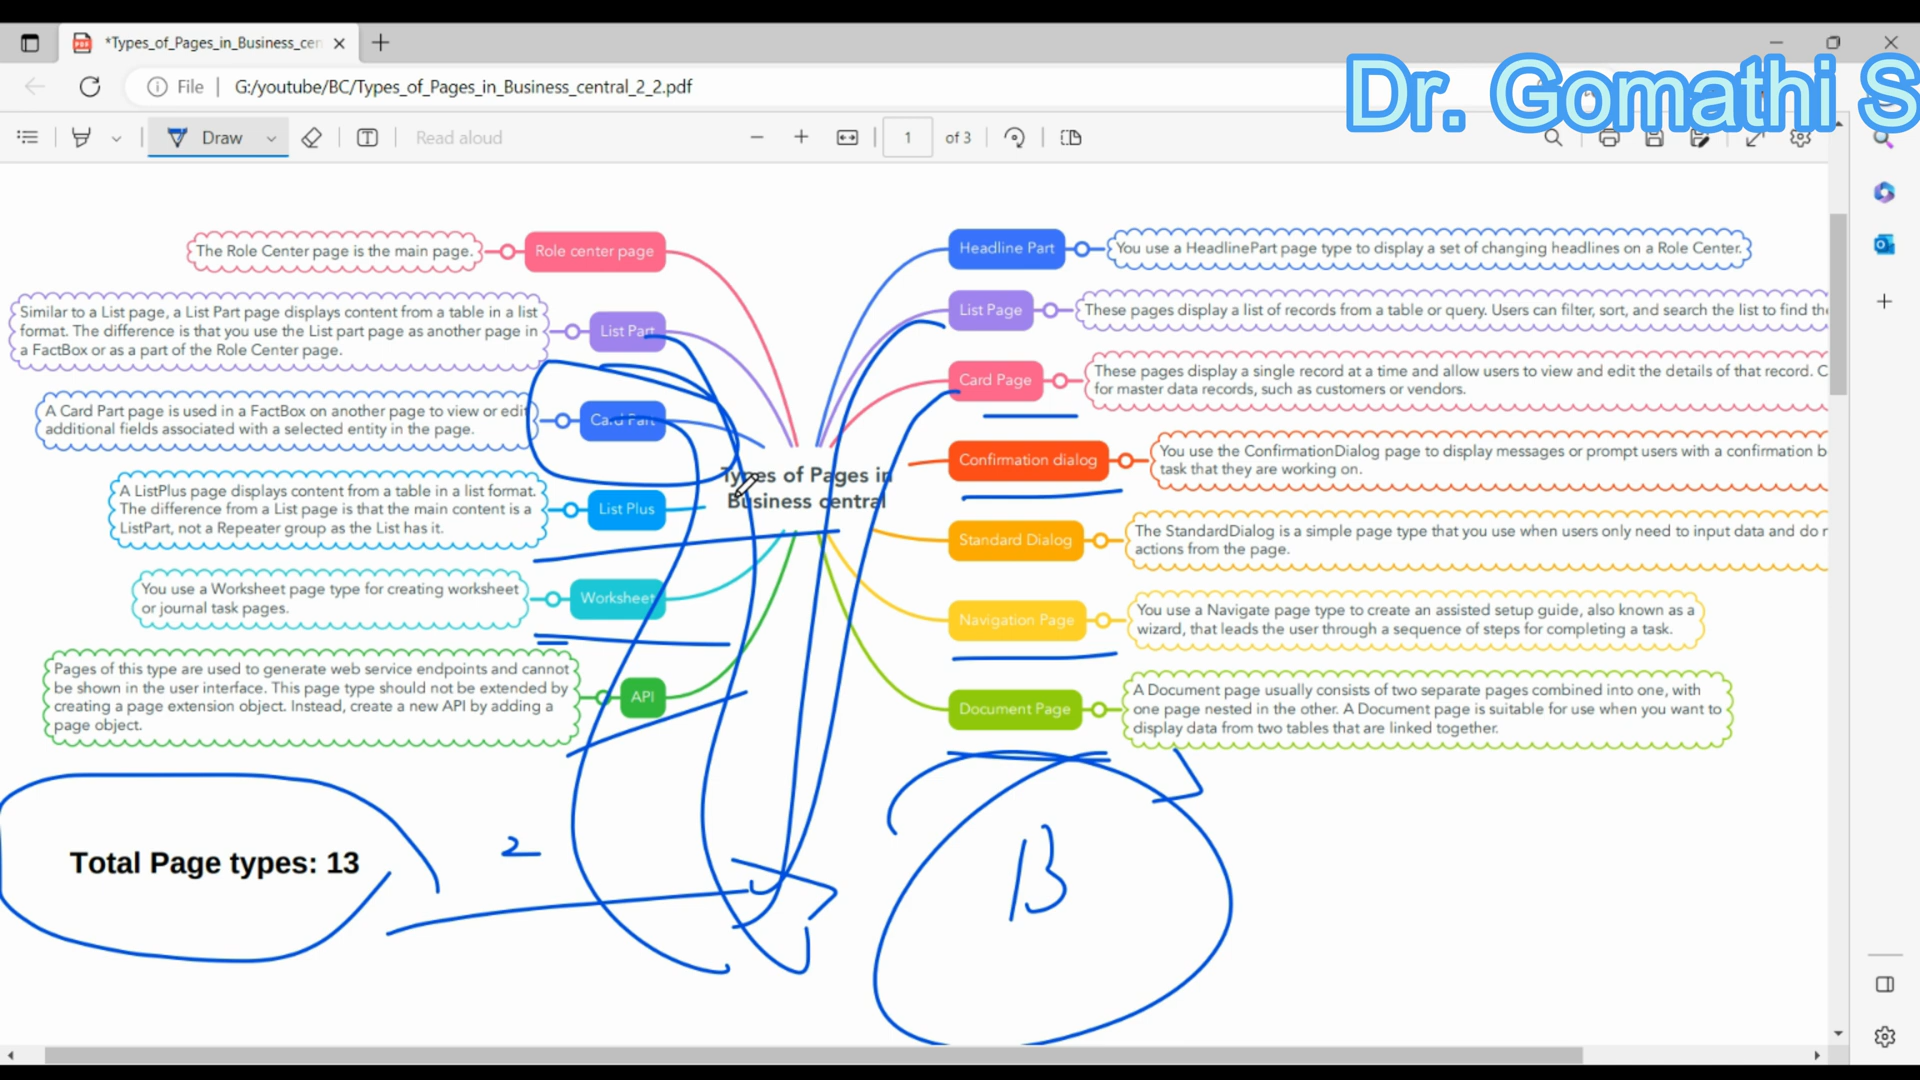 *Types_of_Pages_in_Business_cen
File
G:/youtube/BC/Types_of_Pages_in_Business_central_2_2.pdf
Dr. Gomathi S
Draw
Read aloud
1 of 3
The Role Center page is the main page.
Role center page
Similar to a List page, a List Part page displays content from a table in a list
format. The difference is that you use the List part page as another page in
a FactBox or as a part of the Role Center page.
List Part
A Card Part page is used in a FactBox on another page to view or edit
additional fields associated with a selected entity in the page.
Card Part
A ListPlus page displays content from a table in a list format.
The difference from a List page is that the main content is a
ListPart, not a Repeater group as the List has it.
List Plus
You use a Worksheet page type for creating worksheet
or journal task pages.
Worksheet
Pages of this type are used to generate web service endpoints and cannot
be shown in the user interface. This page type should not be extended by
creating a page extension object. Instead, create a new API by adding a
page object.
API
Types of Pages in
Business central
Headline Part
You use a HeadlinePart page type to display a set of changing headlines on a Role Center.
List Page
These pages display a list of records from a table or query. Users can filter, sort, and search the list to find the
Card Page
These pages display a single record at a time and allow users to view and edit the details of that record. C
for master data records, such as customers or vendors.
Confirmation dialog
You use the ConfirmationDialog page to display messages or prompt users with a confirmation b
task that they are working on.
Standard Dialog
The StandardDialog is a simple page type that you use when users only need to input data and do
actions from the page.
Navigation Page
You use a Navigate page type to create an assisted setup guide, also known as a
wizard, that leads the user through a sequence of steps for completing a task.
Document Page
A Document page usually consists of two separate pages combined into one, with
one page nested in the other. A Document page is suitable for use when you want to
display data from two tables that are linked together.
Total Page types: 13
2
13